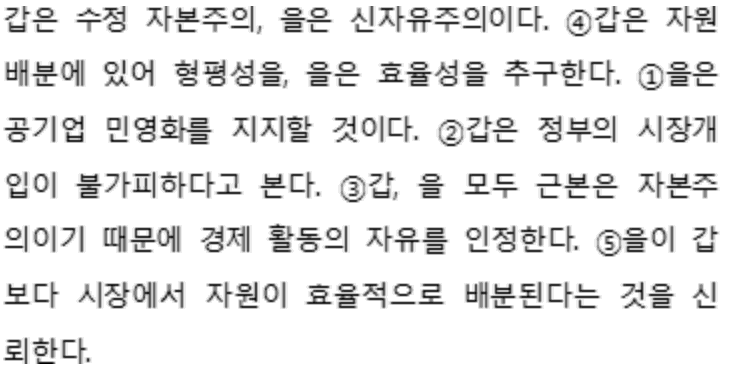 갑은 수정 자본주의, 을은 신자유주의이다. ④갑은 자원
배분에 있어 형평성을, 을은 효율성을 추구한다. ①을은
공기업 민영화를 지지할 것이다. ②갑은 정부의 시장개
입이 불가피하다고 본다. ③갑, 을 모두 근본은 자본주
의이기 때문에 경제 활동의 자유를 인정한다. ⑤을이 갑
보다 시장에서 자원이 효율적으로 배분된다는 것을 신
뢰한다.